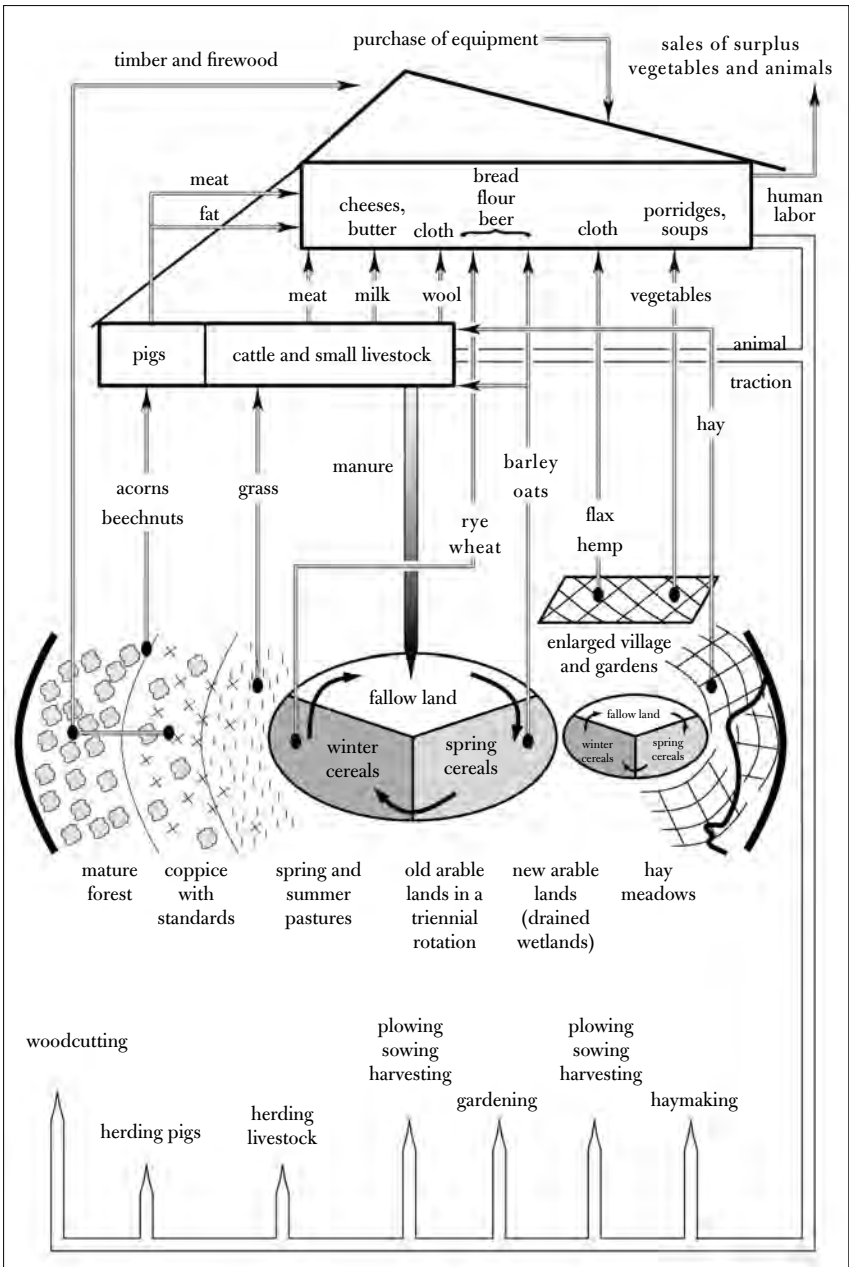 purchase of equipment
sales of surplus
vegetables and animals
timber and firewood
meat
fat
cheeses,
butter
cloth
bread
flour
beer
cloth
porridges,
soups
human
labor
meat
milk
wool
vegetables
pigs
cattle and small livestock
animal
traction
hay
manure
barley
oats
acorns
beechnuts
grass
rye
wheat
flax
hemp
enlarged village
and gardens
fallow land
winter
cereals
spring
cereals
fallow land
winter
cereals
spring
cereals
mature
forest
coppice
with
standards
spring and
summer
pastures
old arable
lands in a
triennial
rotation
new arable
lands
(drained
wetlands)
hay
meadows
woodcutting
herding pigs
herding
livestock
plowing
sowing
harvesting
gardening
plowing
sowing
harvesting
haymaking